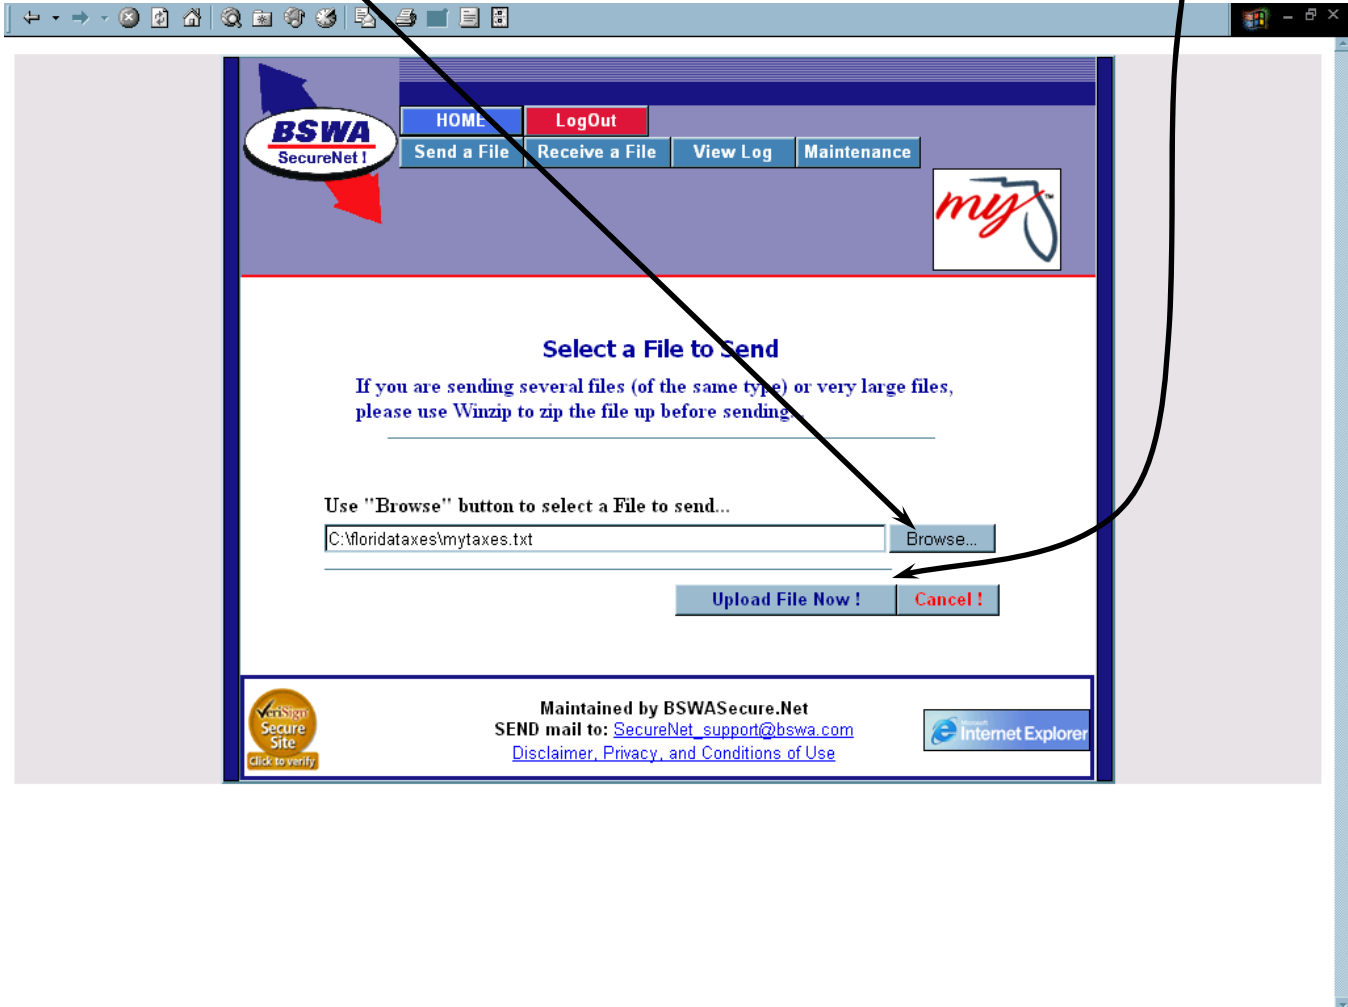 HOME LogOut
BSWA
SecureNet !
Send a File Receive a File View Log Maintenance
my
TM
Select a File to Send
If you are sending several files (of the same type) or very large files,
please use Winzip to zip the file up before sending...
Use "Browse" button to select a File to send...
C:\floridataxes\mytaxes.txt Browse...
Upload File Now ! Cancel !
VeriSign
Secure
Site
Click to verify
Maintained by BSWASecure.Net
SEND mail to: SecureNet_support@bswa.com
Disclaimer, Privacy, and Conditions of Use
Microsoft
Internet Explorer